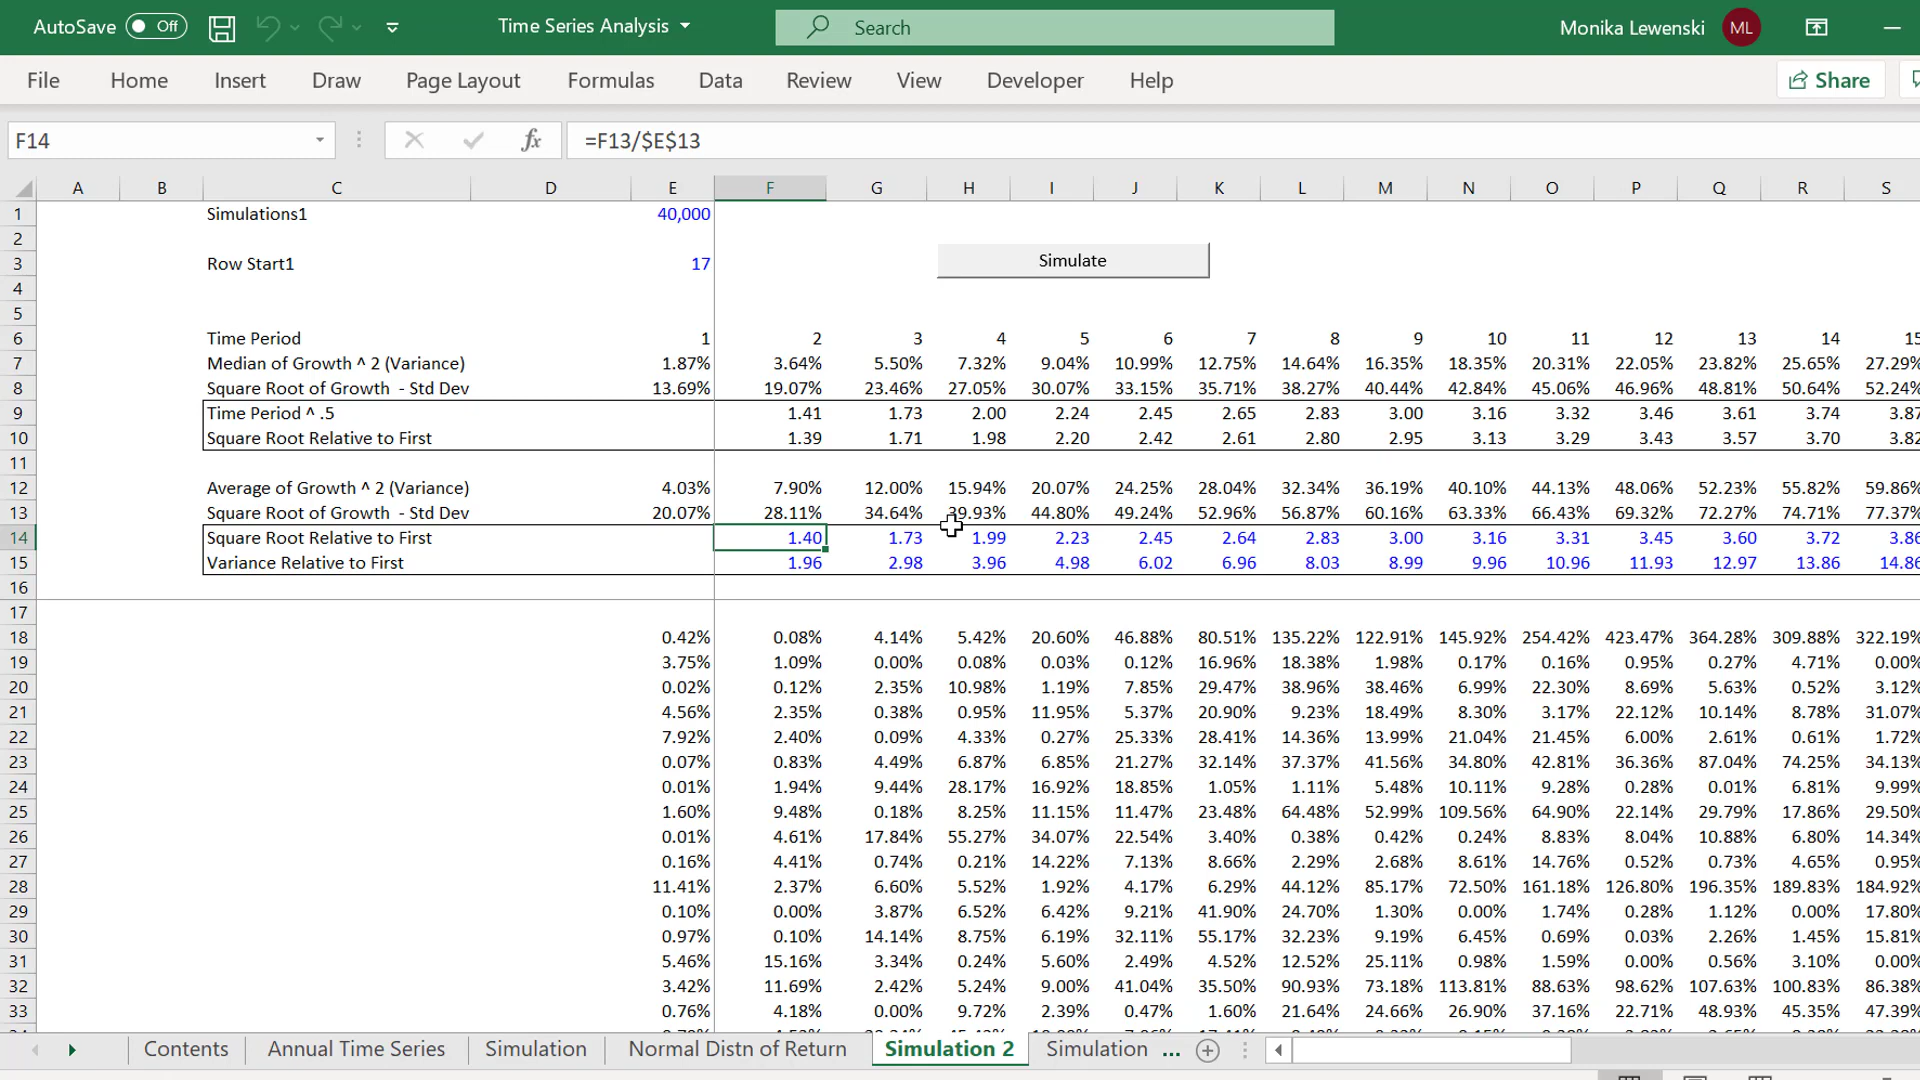 AutoSave Off Time Series Analysis Search Monika Lewenski ML
File Home Insert Draw Page Layout Formulas Data Review View Developer Help Share
F14 fx =F13/$E$13
A B C D E F G H I J K L M N O P Q R S
1 Simulations1 40,000
2
3 Row Start1 17 Simulate
4
5
6 Time Period 1 2 3 4 5 6 7 8 9 10 11 12 13 14 15
7 Median of Growth ^ 2 (Variance) 1.87% 3.64% 5.50% 7.32% 9.04% 10.99% 12.75% 14.64% 16.35% 18.35% 20.31% 22.05% 23.82% 25.65% 27.29%
8 Square Root of Growth - Std Dev 13.69% 19.07% 23.46% 27.05% 30.07% 33.15% 35.71% 38.27% 40.44% 42.84% 45.06% 46.96% 48.81% 50.64% 52.24%
9 Time Period ^ .5 1.41 1.73 2.00 2.24 2.45 2.65 2.83 3.00 3.16 3.32 3.46 3.61 3.74 3.87
10 Square Root Relative to First 1.39 1.71 1.98 2.20 2.42 2.61 2.80 2.95 3.13 3.29 3.43 3.57 3.70 3.82
11
12 Average of Growth ^ 2 (Variance) 4.03% 7.90% 12.00% 15.94% 20.07% 24.25% 28.04% 32.34% 36.19% 40.10% 44.13% 48.06% 52.23% 55.82% 59.86%
13 Square Root of Growth - Std Dev 20.07% 28.11% 34.64% 39.93% 44.80% 49.24% 52.96% 56.87% 60.16% 63.33% 66.43% 69.32% 72.27% 74.71% 77.37%
14 Square Root Relative to First 1.40 1.73 1.99 2.23 2.45 2.64 2.83 3.00 3.16 3.31 3.45 3.60 3.72 3.86
15 Variance Relative to First 1.96 2.98 3.96 4.98 6.02 6.96 8.03 8.99 9.96 10.96 11.93 12.97 13.86 14.86
16
17
18 0.42% 0.08% 4.14% 5.42% 20.60% 46.88% 80.51% 135.22% 122.91% 145.92% 254.42% 423.47% 364.28% 309.88% 322.19%
19 3.75% 1.09% 0.00% 0.08% 0.03% 0.12% 16.96% 18.38% 1.98% 0.17% 0.16% 0.95% 0.27% 4.71% 0.00%
20 0.02% 0.12% 2.35% 10.98% 1.19% 7.85% 29.47% 38.96% 38.46% 6.99% 22.30% 8.69% 5.63% 0.52% 3.12%
21 4.56% 2.35% 0.38% 0.95% 11.95% 5.37% 20.90% 9.23% 18.49% 8.30% 3.17% 22.12% 10.14% 8.78% 31.07%
22 7.92% 2.40% 0.09% 4.33% 0.27% 25.33% 28.41% 14.36% 13.99% 21.04% 21.45% 6.00% 2.61% 0.61% 1.72%
23 0.07% 0.83% 4.49% 6.87% 6.85% 21.27% 32.14% 37.37% 41.56% 34.80% 42.81% 36.36% 87.04% 74.25% 34.13%
24 0.01% 1.94% 9.44% 28.17% 16.92% 18.85% 1.05% 1.11% 5.48% 10.11% 9.28% 0.28% 0.01% 6.81% 9.99%
25 1.60% 9.48% 0.18% 8.25% 11.15% 11.47% 23.48% 64.48% 52.99% 109.56% 64.90% 22.14% 29.79% 17.86% 29.50%
26 0.01% 4.61% 17.84% 55.27% 34.07% 22.54% 3.40% 0.38% 0.42% 0.24% 8.83% 8.04% 10.88% 6.80% 14.34%
27 0.16% 4.41% 0.74% 0.21% 14.22% 7.13% 8.66% 2.29% 2.68% 8.61% 14.76% 0.52% 0.73% 4.65% 0.95%
28 11.41% 2.37% 6.60% 5.52% 1.92% 4.17% 6.29% 44.12% 85.17% 72.50% 161.18% 126.80% 196.35% 189.83% 184.92%
29 0.10% 0.00% 3.87% 6.52% 6.42% 9.21% 41.90% 24.70% 1.30% 0.00% 1.74% 0.28% 1.12% 0.00% 17.80%
30 0.97% 0.10% 14.14% 8.75% 6.19% 32.11% 55.17% 32.23% 9.19% 6.45% 0.69% 0.03% 2.26% 1.45% 15.81%
31 5.46% 15.16% 3.34% 0.24% 5.60% 2.49% 4.52% 12.52% 25.11% 0.98% 1.59% 0.00% 0.56% 3.10% 0.00%
32 3.42% 11.69% 2.42% 5.24% 9.00% 41.04% 35.50% 90.93% 73.18% 113.81% 88.63% 98.62% 107.63% 100.83% 86.38%
33 0.76% 4.18% 0.00% 9.72% 2.39% 0.47% 1.60% 21.64% 24.66% 26.90% 37.16% 22.71% 48.93% 45.35% 47.39%
Contents Annual Time Series Simulation Normal Distn of Return Simulation 2 Simulation ...